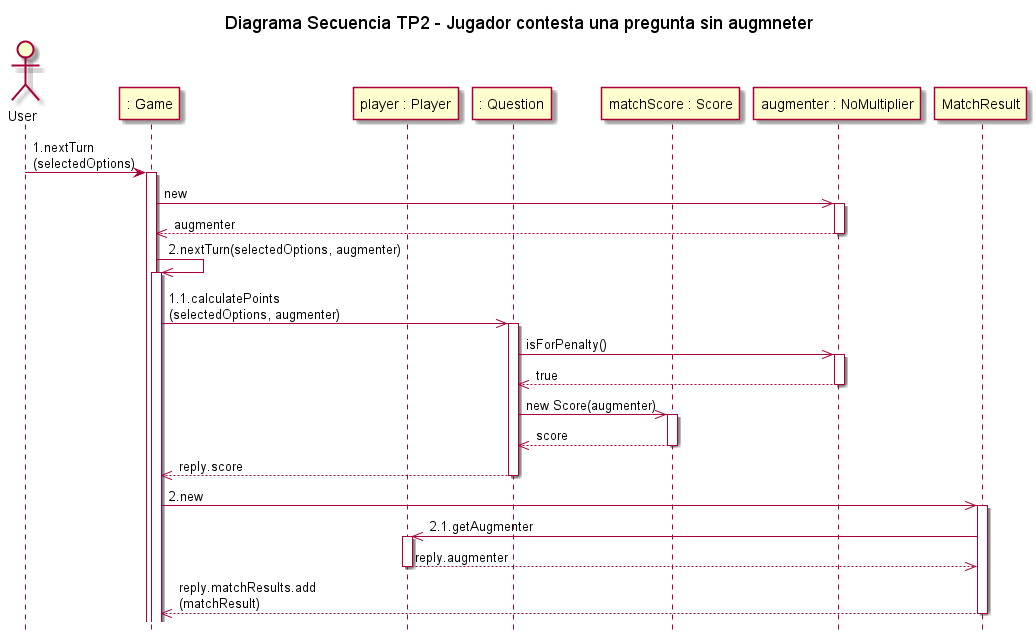 Diagrama Secuencia TP2 - Jugador contesta una pregunta sin augmneter
User
: Game
player : Player
: Question
matchScore : Score
augmenter : NoMultiplier
MatchResult
1.nextTurn
(selectedOptions)
new
augmenter
2.nextTurn(selectedOptions, augmenter)
1.1.calculatePoints
(selectedOptions, augmenter)
isForPenalty()
true
new Score(augmenter)
score
reply.score
2.new
2.1.getAugmenter
reply.augmenter
reply.matchResults.add
(matchResult)